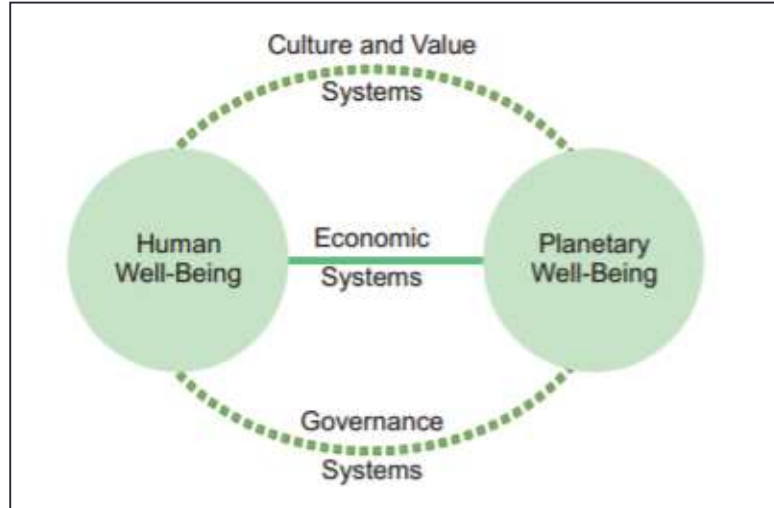 Culture and Value
Systems
Human
Well-Being
Economic
Systems
Planetary
Well-Being
Governance
Systems